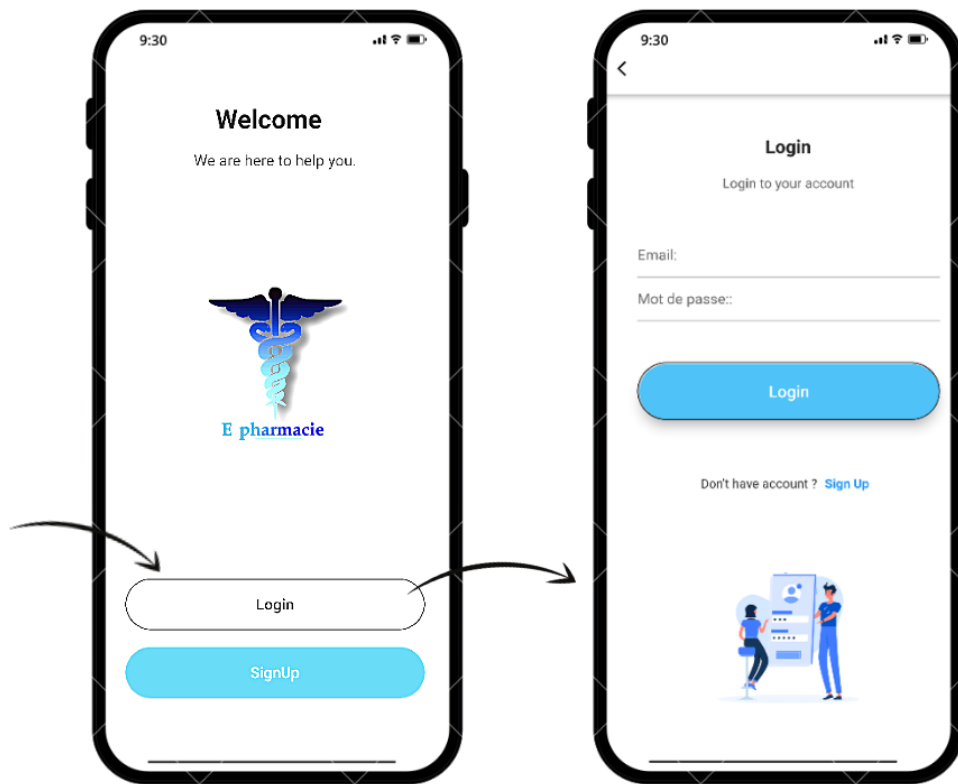 9:30
Welcome
We are here to help you.
E pharmacie
Login
SignUp
9:30
Login
Login to your account
Email:
Mot de passe::
Login
Don't have account ? Sign Up